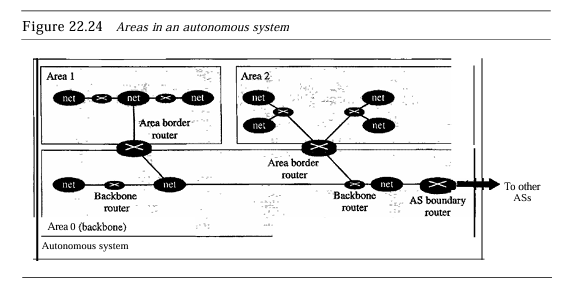 Figure 22.24 Areas in an autonomous system
Area 1
net
net
net
Area border
router
Area 2
net
net
net
net
Area border
router
net
Backbone
router
net
Backbone
router
net
AS boundary
router
To other
ASs
Area 0 (backbone)
Autonomous system